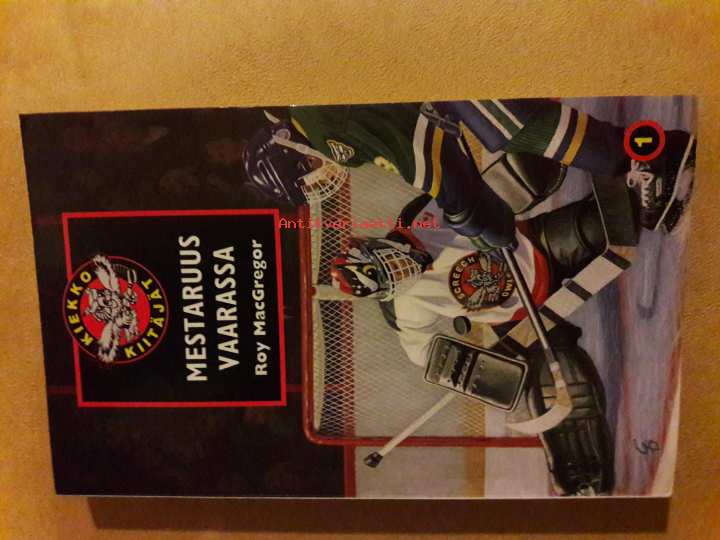 KIEKKO
KIITÄJÄT
MESTARUUS
VAARASSA
Roy MacGregor
1
SCREECH
OWLS
Antikvariaatti.net